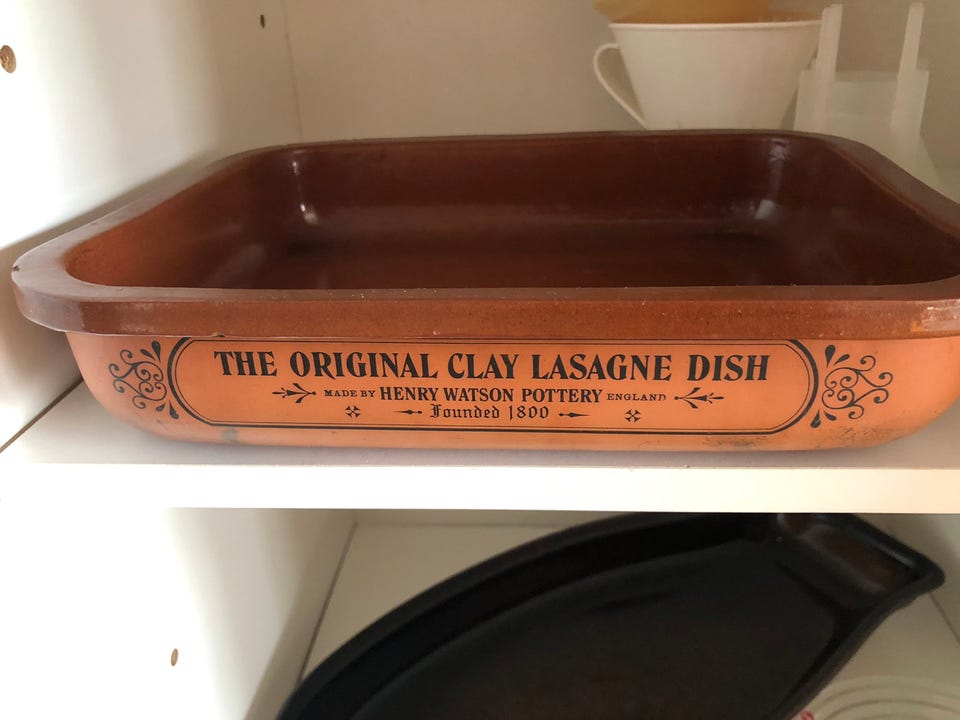 THE ORIGINAL CLAY LASAGNE DISH
MADE BY HENRY WATSON POTTERY ENGLAND
Founded 1800